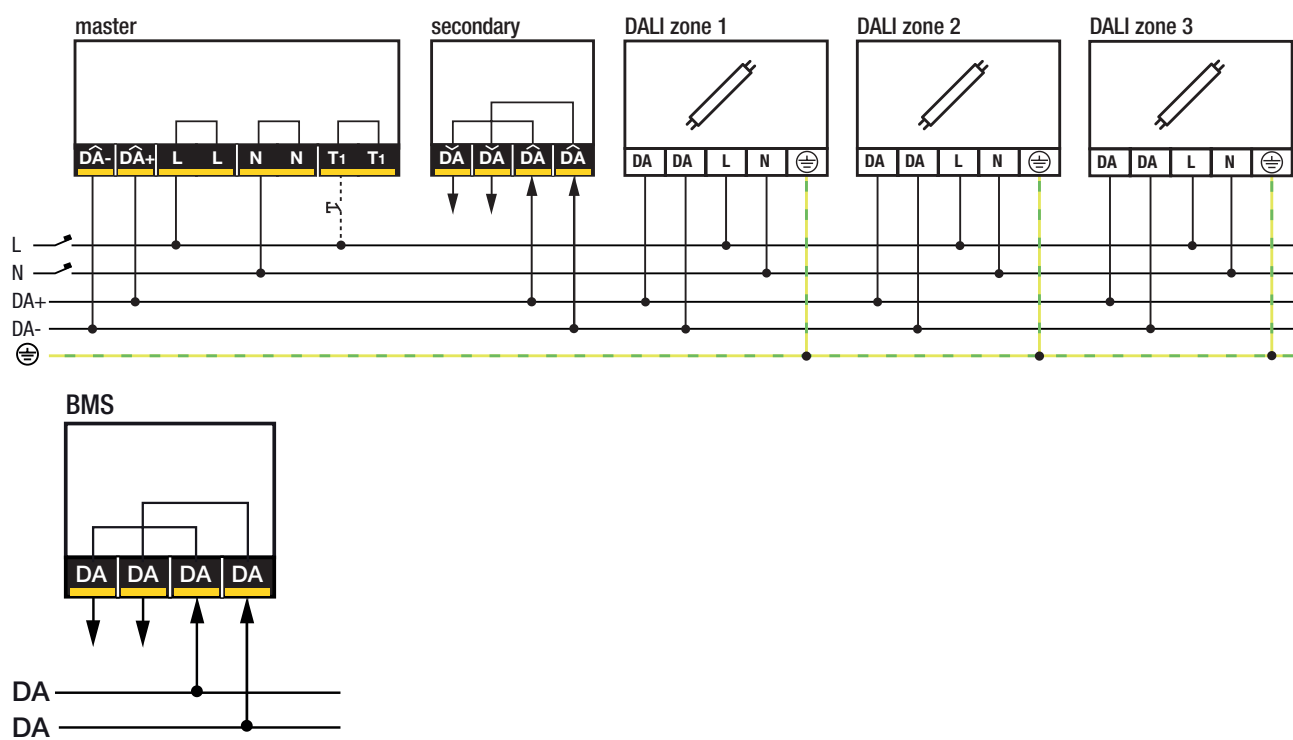 master secondary DALI zone 1 DALI zone 2 DALI zone 3
DA- DA+ L L N N T1 T1 DA DA DA DA DA DA L N DA DA L N DA DA L N
L
N
DA+
DA-
BMS
DA DA DA DA
DA
DA